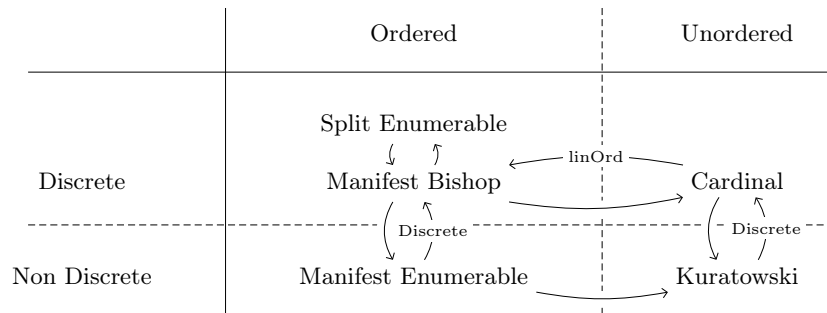 Ordered Unordered
Split Enumerable
linOrd
Discrete Manifest Bishop Cardinal
Discrete Discrete
Non Discrete Manifest Enumerable Kuratowski